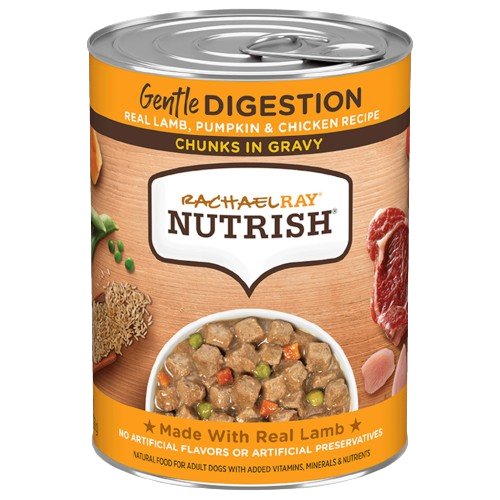 Gentle DIGESTION
REAL LAMB, PUMPKIN & CHICKEN RECIPE
CHUNKS IN GRAVY
RACHAEL RAY®
NUTRISH®
★ Made With Real Lamb ★
NO ARTIFICIAL FLAVORS OR ARTIFICIAL PRESERVATIVES
NATURAL FOOD FOR ADULT DOGS WITH ADDED VITAMINS, MINERALS & NUTRIENTS